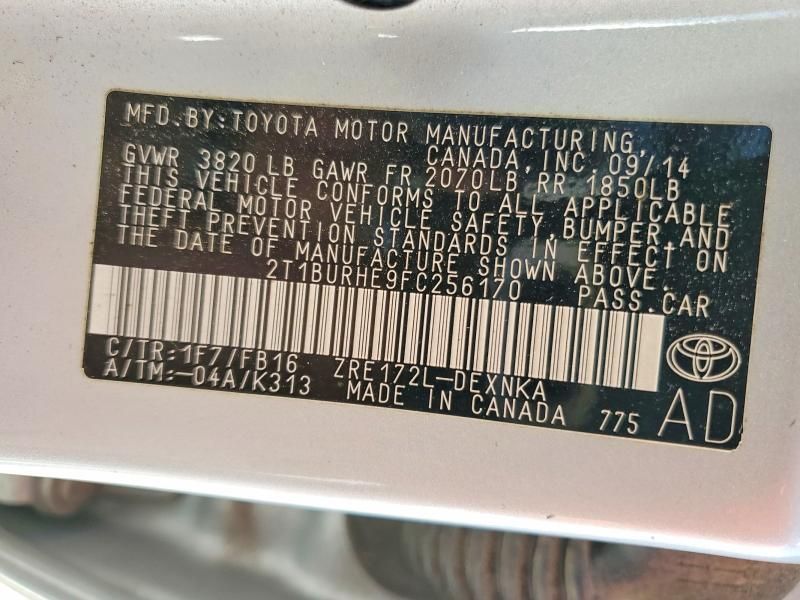 MFD. BY: TOYOTA MOTOR MANUFACTURING,
CANADA, INC. 09/14
GVWR 3820 LB GAWR FR 2070LB RR 1850LB
THIS VEHICLE CONFORMS TO ALL APPLICABLE
FEDERAL MOTOR VEHICLE SAFETY, BUMPER, AND
THEFT PREVENTION STANDARDS IN EFFECT ON
THE DATE OF MANUFACTURE SHOWN ABOVE.
2T1BURHE9FC256170 PASS.CAR
C/TR:1F7/FB16 ZRE172L-DEXNKA
A/TM:-04A/K313 MADE IN CANADA 775 AD